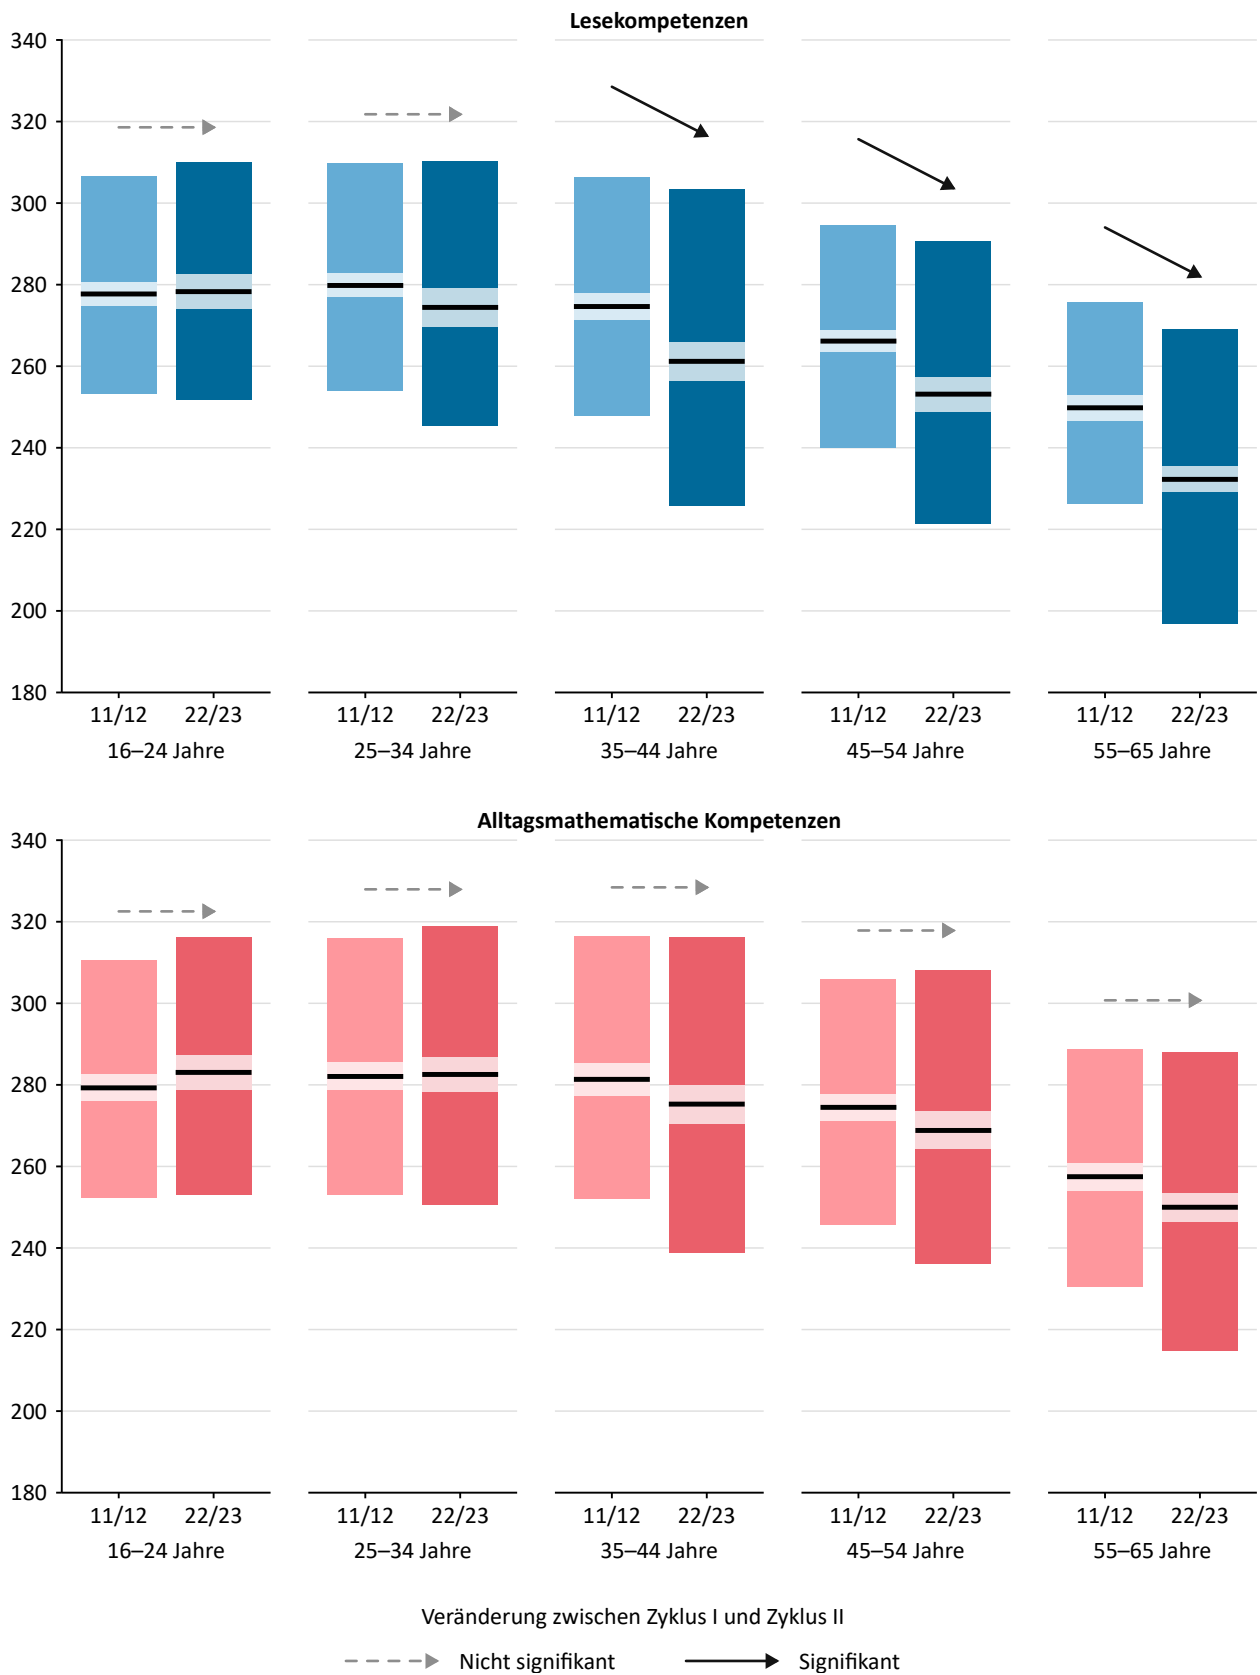 Lesekompetenzen
340
320
300
280
260
240
220
200
180
11/12 22/23 11/12 22/23 11/12 22/23 11/12 22/23 11/12 22/23
16–24 Jahre 25–34 Jahre 35–44 Jahre 45–54 Jahre 55–65 Jahre
Alltagsmathematische Kompetenzen
340
320
300
280
260
240
220
200
180
11/12 22/23 11/12 22/23 11/12 22/23 11/12 22/23 11/12 22/23
16–24 Jahre 25–34 Jahre 35–44 Jahre 45–54 Jahre 55–65 Jahre
Veränderung zwischen Zyklus I und Zyklus II
Nicht signifikant Signifikant